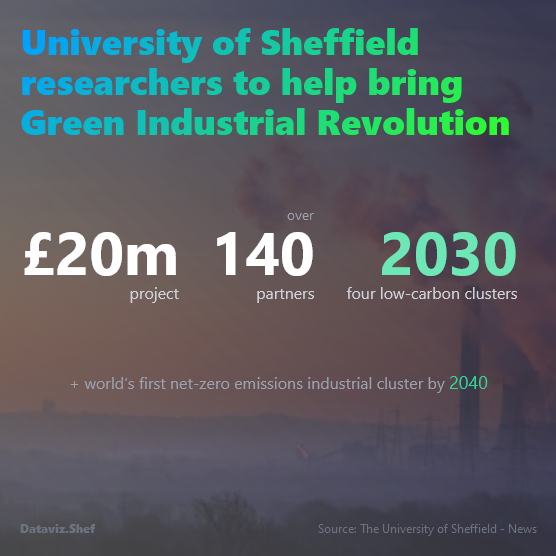 University of Sheffield
researchers to help bring
Green Industrial Revolution
over
£20m 140 2030
project partners four low-carbon clusters
+ world's first net-zero emissions industrial cluster by 2040
Dataviz.Shef Source: The University of Sheffield - News